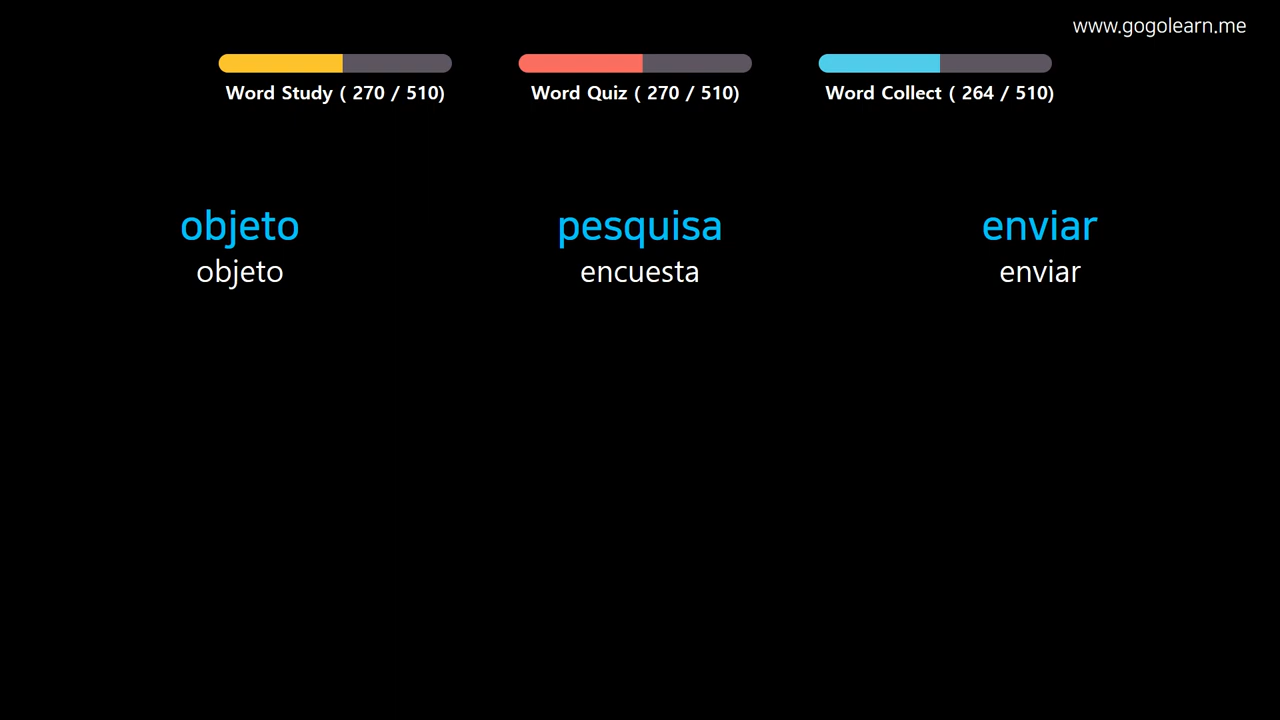 www.gogolearn.me
Word Study ( 270 / 510)
Word Quiz ( 270 / 510)
Word Collect ( 264 / 510)
objeto
objeto
pesquisa
encuesta
enviar
enviar